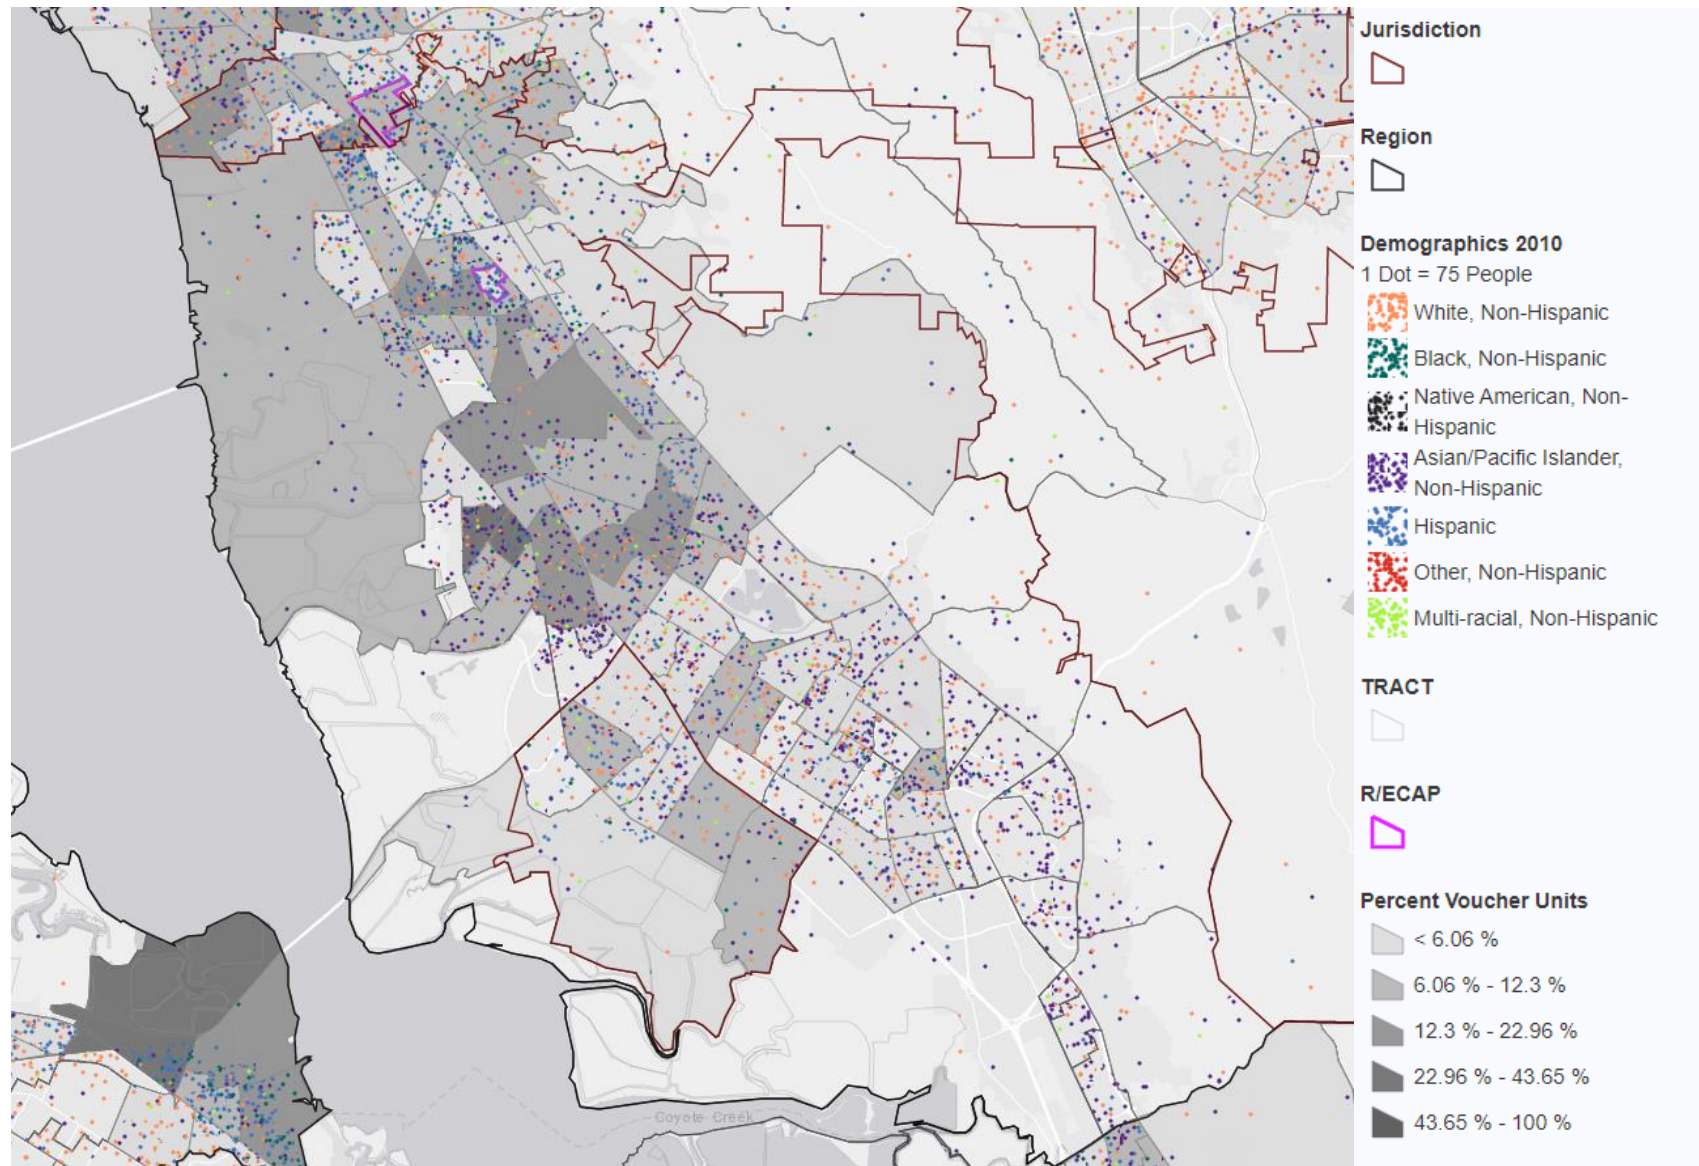 Jurisdiction
Region
Demographics 2010
1 Dot = 75 People
White, Non-Hispanic
Black, Non-Hispanic
Native American, Non-
Hispanic
Asian/Pacific Islander,
Non-Hispanic
Hispanic
Other, Non-Hispanic
Multi-racial, Non-Hispanic
TRACT
R/ECAP
Percent Voucher Units
< 6.06 %
6.06 % - 12.3 %
12.3 % - 22.96 %
22.96 % - 43.65 %
43.65 % - 100 %
Coyote Creek